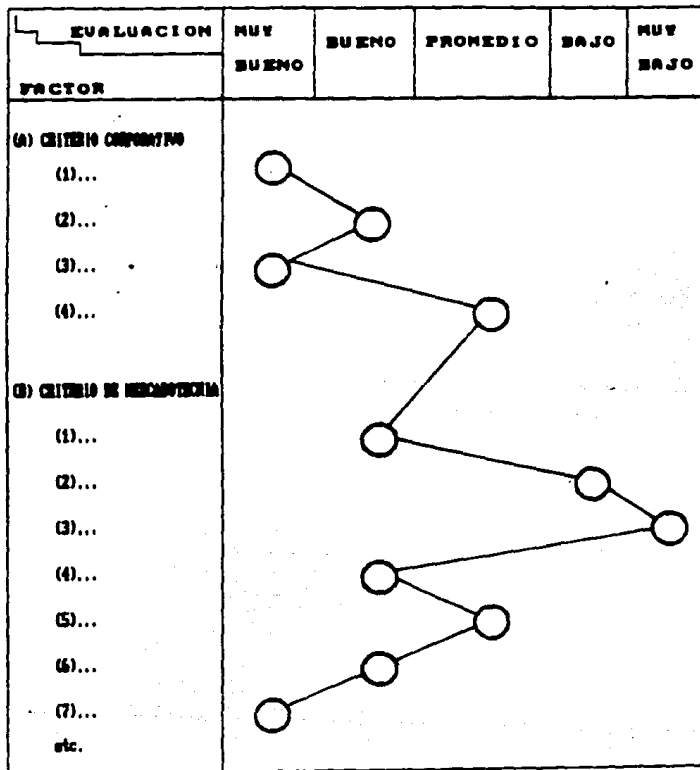 EVALUACION
MUY BUENO
BUENO
PROMEDIO
BAJO
MUY BAJO
FACTOR
(A) CRITERIO CORPORATIVO
(1)...
(2)...
(3)...
(4)...
(B) CRITERIO DE MERCADOTECNIA
(1)...
(2)...
(3)...
(4)...
(5)...
(6)...
(7)...
etc.